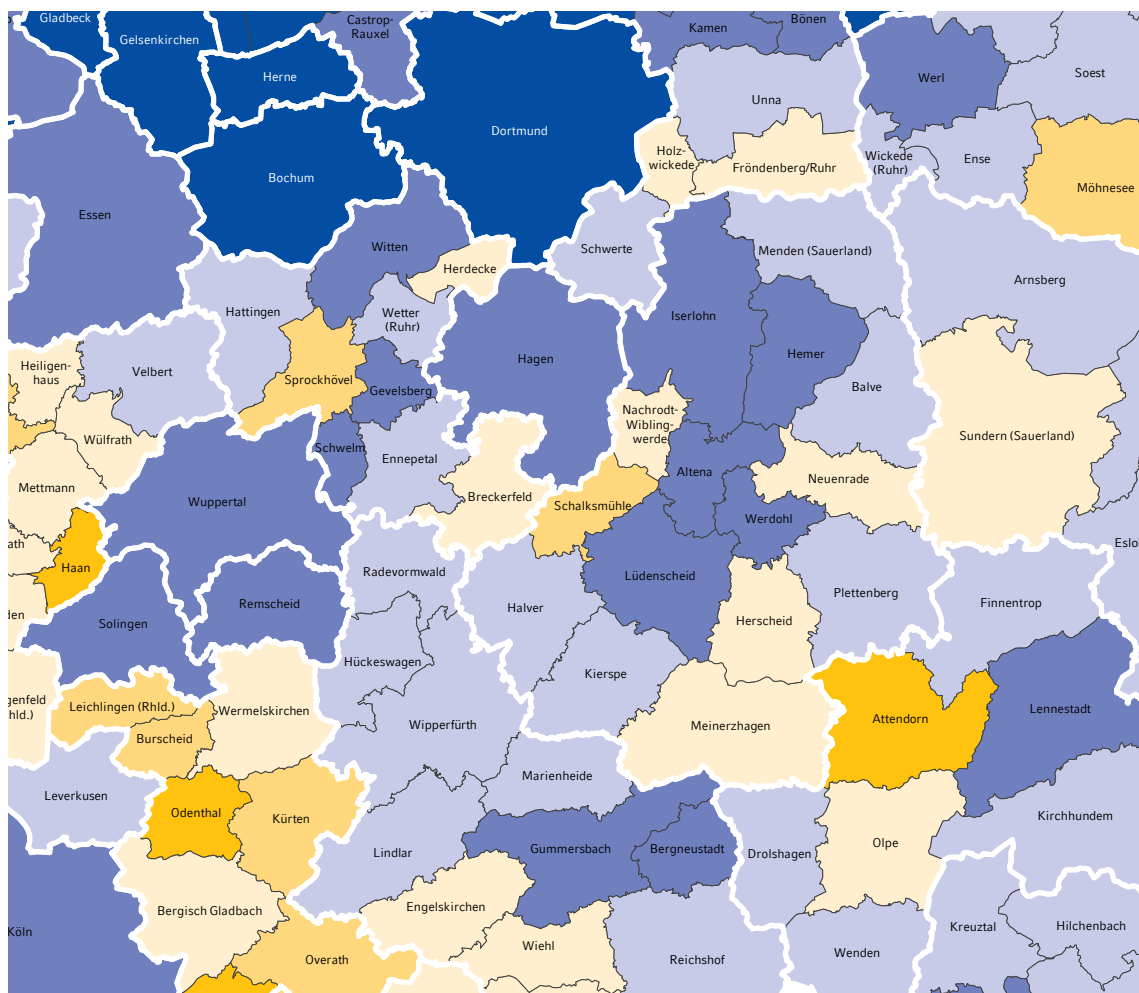 Gladbeck
Gelsenkirchen
Castrop-
Rauxel
Kamen
Bönen
Herne
Werl
Soest
Unna
Dortmund
Holz-
wickede
Fröndenberg/Ruhr
Wickede
(Ruhr)
Ense
Möhnesee
Bochum
Essen
Witten
Schwerte
Menden (Sauerland)
Herdecke
Arnsberg
Hattingen
Wetter
(Ruhr)
Iserlohn
Hagen
Hemer
Heiligen-
haus
Velbert
Sprockhövel
Gevelsberg
Balve
Nachrodt-
Wibling-
werde
Wülfrath
Schwelm
Ennepetal
Sundern (Sauerland)
Mettmann
Altena
Neuenrade
Breckerfeld
Schalksmühle
Wuppertal
Werdohl
ath
Haan
Eslo
Radevormwald
Lüdenscheid
Plettenberg
Finnentrop
Remscheid
Halver
den
Solingen
Herscheid
Hückeswagen
Kierspe
genfeld
hld.)
Leichlingen (Rhld.)
Wermelskirchen
Lennestadt
Attendorn
Wipperfürth
Meinerzhagen
Burscheid
Marienheide
Leverkusen
Odenthal
Kürten
Kirchhundem
Olpe
Lindlar
Gummersbach
Bergneustadt
Drolshagen
Bergisch Gladbach
Engelskirchen
Köln
Kreuztal
Hilchenbach
Wiehl
Wenden
Overath
Reichshof